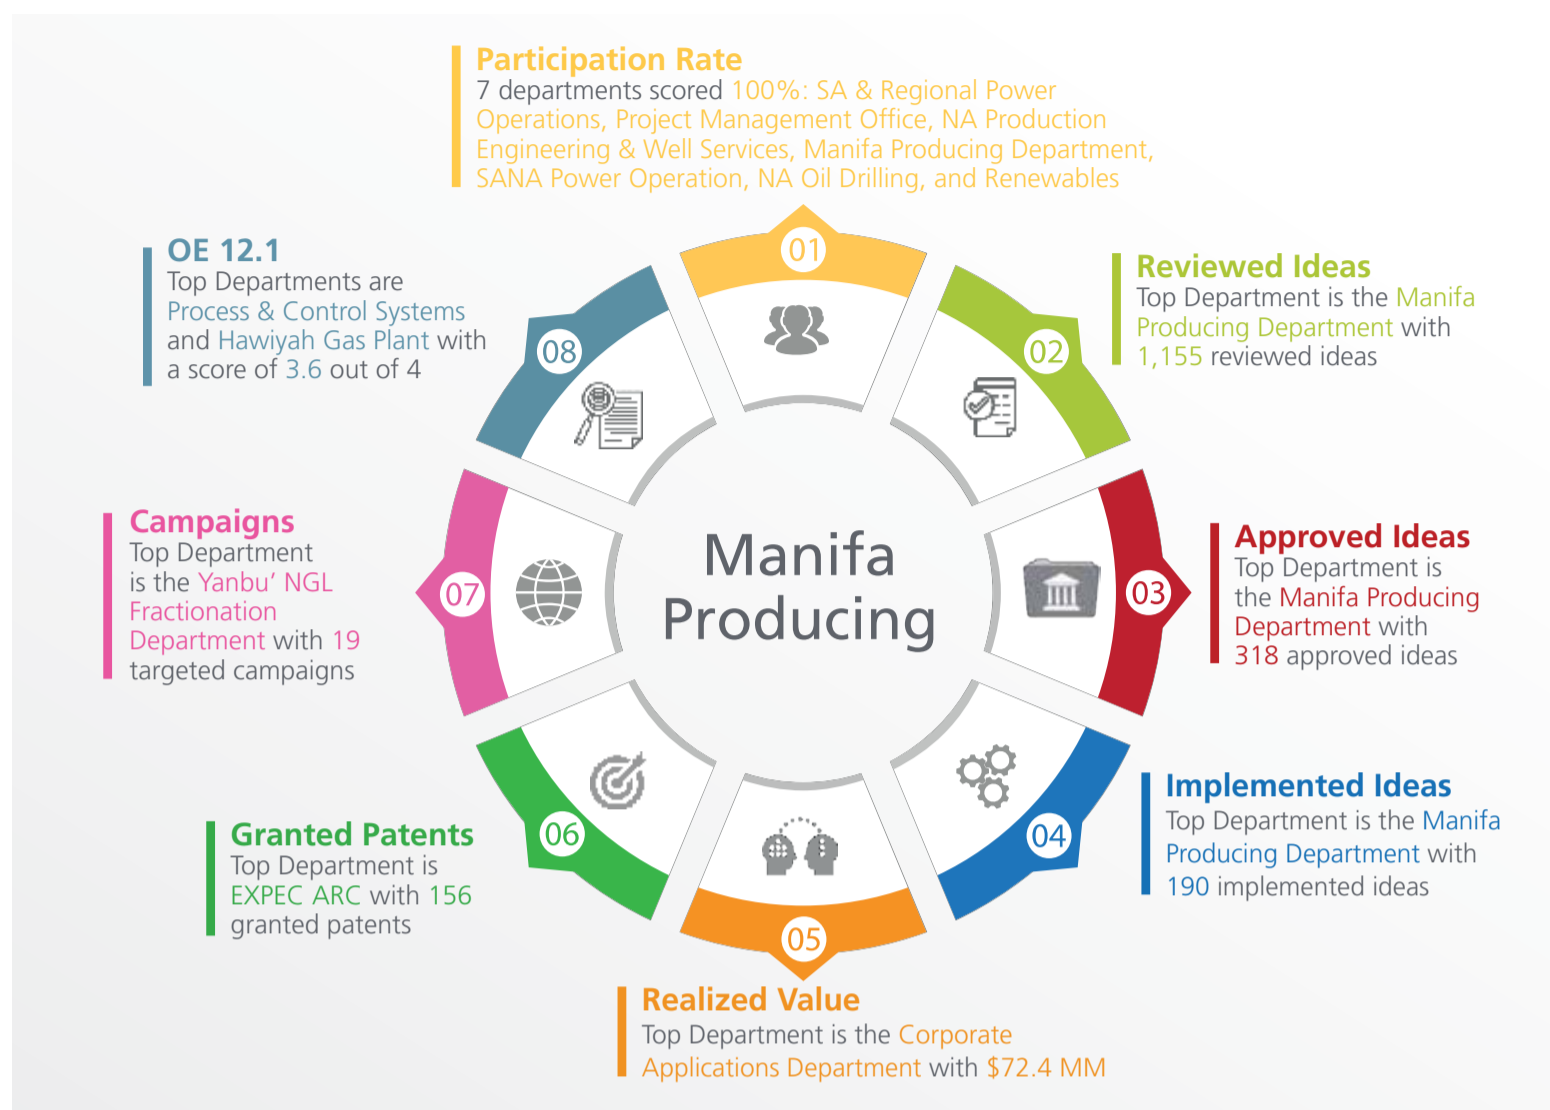 Participation Rate
7 departments scored 100%: SA & Regional Power
Operations, Project Management Office, NA Production
Engineering & Well Services, Manifa Producing Department,
SANA Power Operation, NA Oil Drilling, and Renewables
01
Reviewed Ideas
Top Department is the Manifa
Producing Department with
1,155 reviewed ideas
02
Approved Ideas
Top Department is
the Manifa Producing
Department with
318 approved ideas
03
Implemented Ideas
Top Department is the Manifa
Producing Department with
190 implemented ideas
04
Realized Value
Top Department is the Corporate
Applications Department with $72.4 MM
05
Granted Patents
Top Department is
EXPEC ARC with 156
granted patents
06
Campaigns
Top Department
is the Yanbu’ NGL
Fractionation
Department with 19
targeted campaigns
07
OE 12.1
Top Departments are
Process & Control Systems
and Hawiyah Gas Plant with
a score of 3.6 out of 4
08
Manifa
Producing